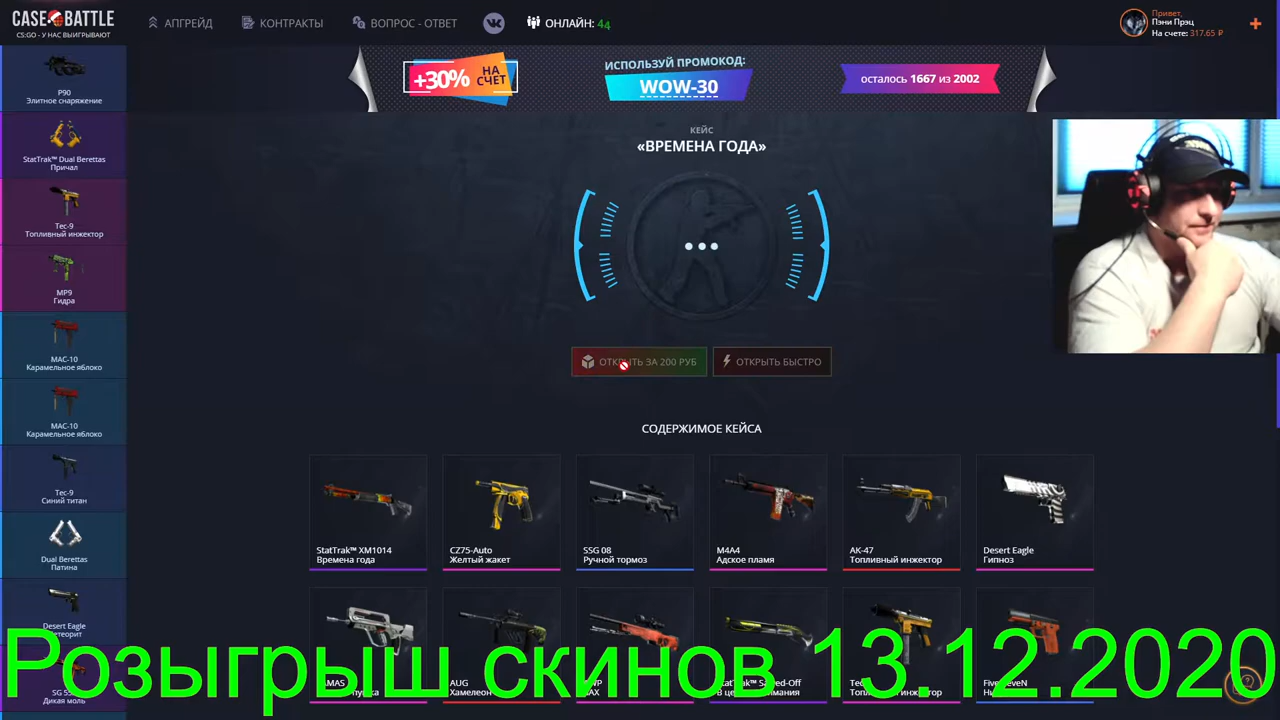 CASE BATTLE
CS:GO - У НАС ВЫИГРЫВАЮТ
АПГРЕЙД
КОНТРАКТЫ
ВОПРОС - ОТВЕТ
ОНЛАЙН: 44
Привет,
Пэни Прэц
На счете: 317.65 ₽
+30% НА СЧЕТ
ИСПОЛЬЗУЙ ПРОМОКОД:
WOW-30
осталось 1667 из 2002
P90
Элитное снаряжение
StatTrak™ Dual Berettas
Причал
Tec-9
Топливный инжектор
MP9
Гидра
MAC-10
Карамельное яблоко
MAC-10
Карамельное яблоко
Tec-9
Синий титан
Dual Berettas
Патина
Desert Eagle
Дикая моль
КЕЙС
«ВРЕМЕНА ГОДА»
ОТКРЫТЬ ЗА 200 РУБ
ОТКРЫТЬ БЫСТРО
СОДЕРЖИМОЕ КЕЙСА
StatTrak™ XM1014
Времена года
CZ75-Auto
Желтый жакет
SSG 08
Ручной тормоз
M4A4
Адское пламя
AK-47
Топливный инжектор
Desert Eagle
Гипноз
AUG
Хамелеон
Розыгрыш скинов 13.12.2020